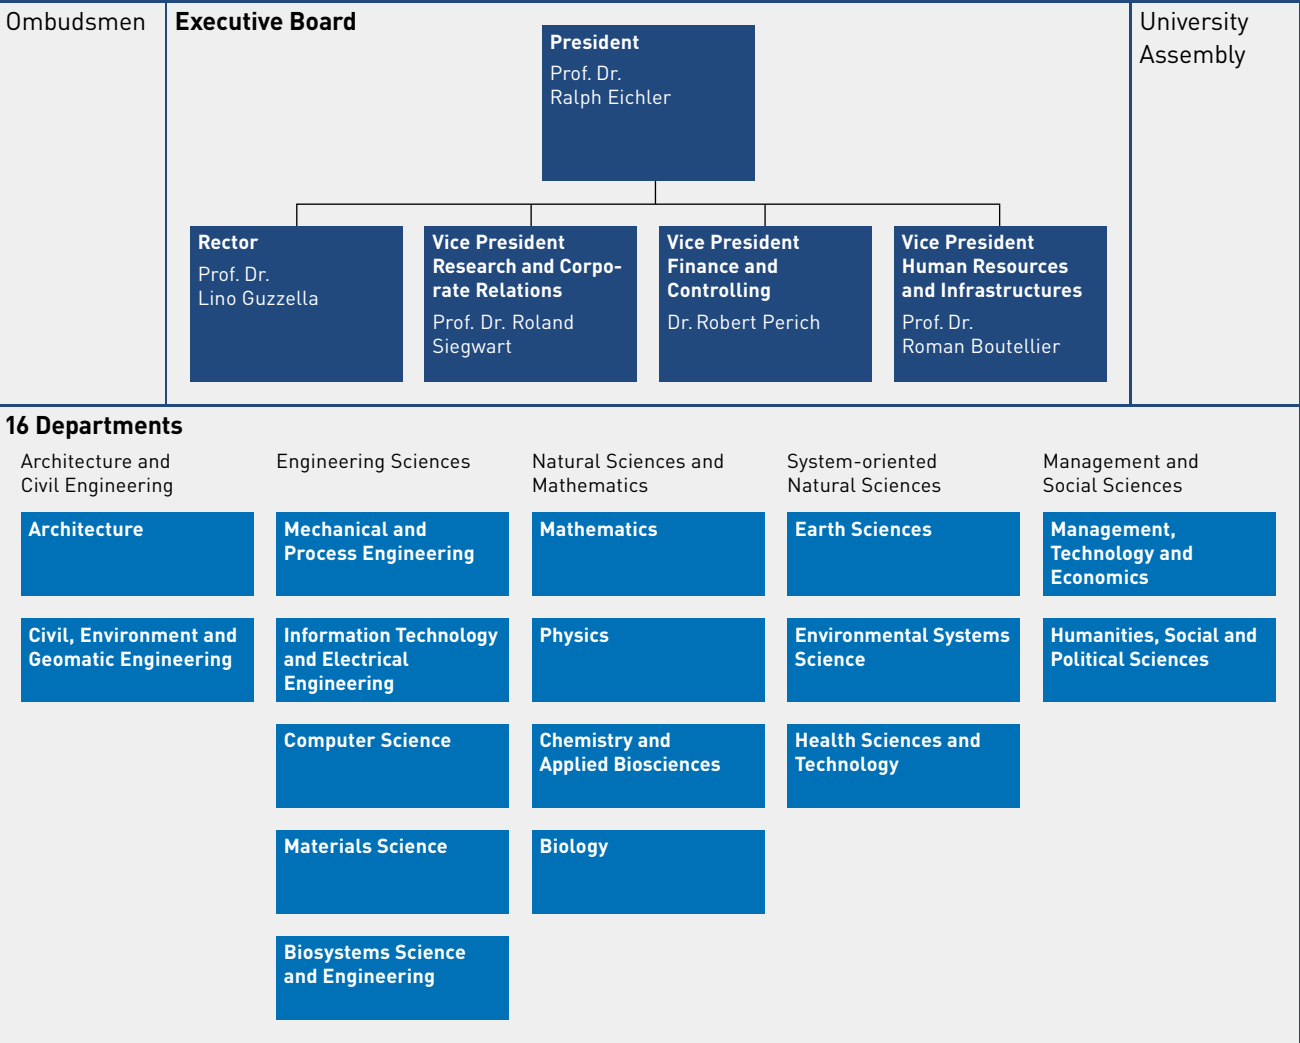 Ombudsmen
Executive Board
University
Assembly
President
Prof. Dr.
Ralph Eichler
Rector
Prof. Dr.
Lino Guzzella
Vice President
Research and Corpo-
rate Relations
Prof. Dr. Roland
Siegwart
Vice President
Finance and
Controlling
Dr. Robert Perich
Vice President
Human Resources
and Infrastructures
Prof. Dr.
Roman Boutellier
16 Departments
Architecture and
Civil Engineering
Architecture
Civil, Environment and
Geomatic Engineering
Engineering Sciences
Mechanical and
Process Engineering
Information Technology
and Electrical
Engineering
Computer Science
Materials Science
Biosystems Science
and Engineering
Natural Sciences and
Mathematics
Mathematics
Physics
Chemistry and
Applied Biosciences
Biology
System-oriented
Natural Sciences
Earth Sciences
Environmental Systems
Science
Health Sciences and
Technology
Management and
Social Sciences
Management,
Technology and
Economics
Humanities, Social and
Political Sciences